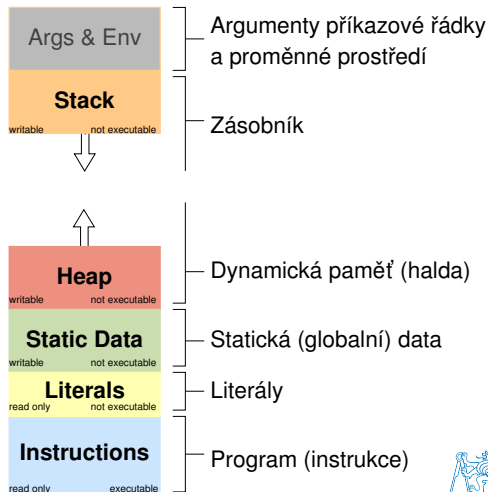 Args & Env
Argumenty příkazové řádky
a proměnné prostředí
Stack
writable not executable
Zásobník
Heap
writable not executable
Dynamická paměť (halda)
Static Data
writable not executable
Statická (globalní) data
Literals
read only not executable
Literály
Instructions
read only executable
Program (instrukce)